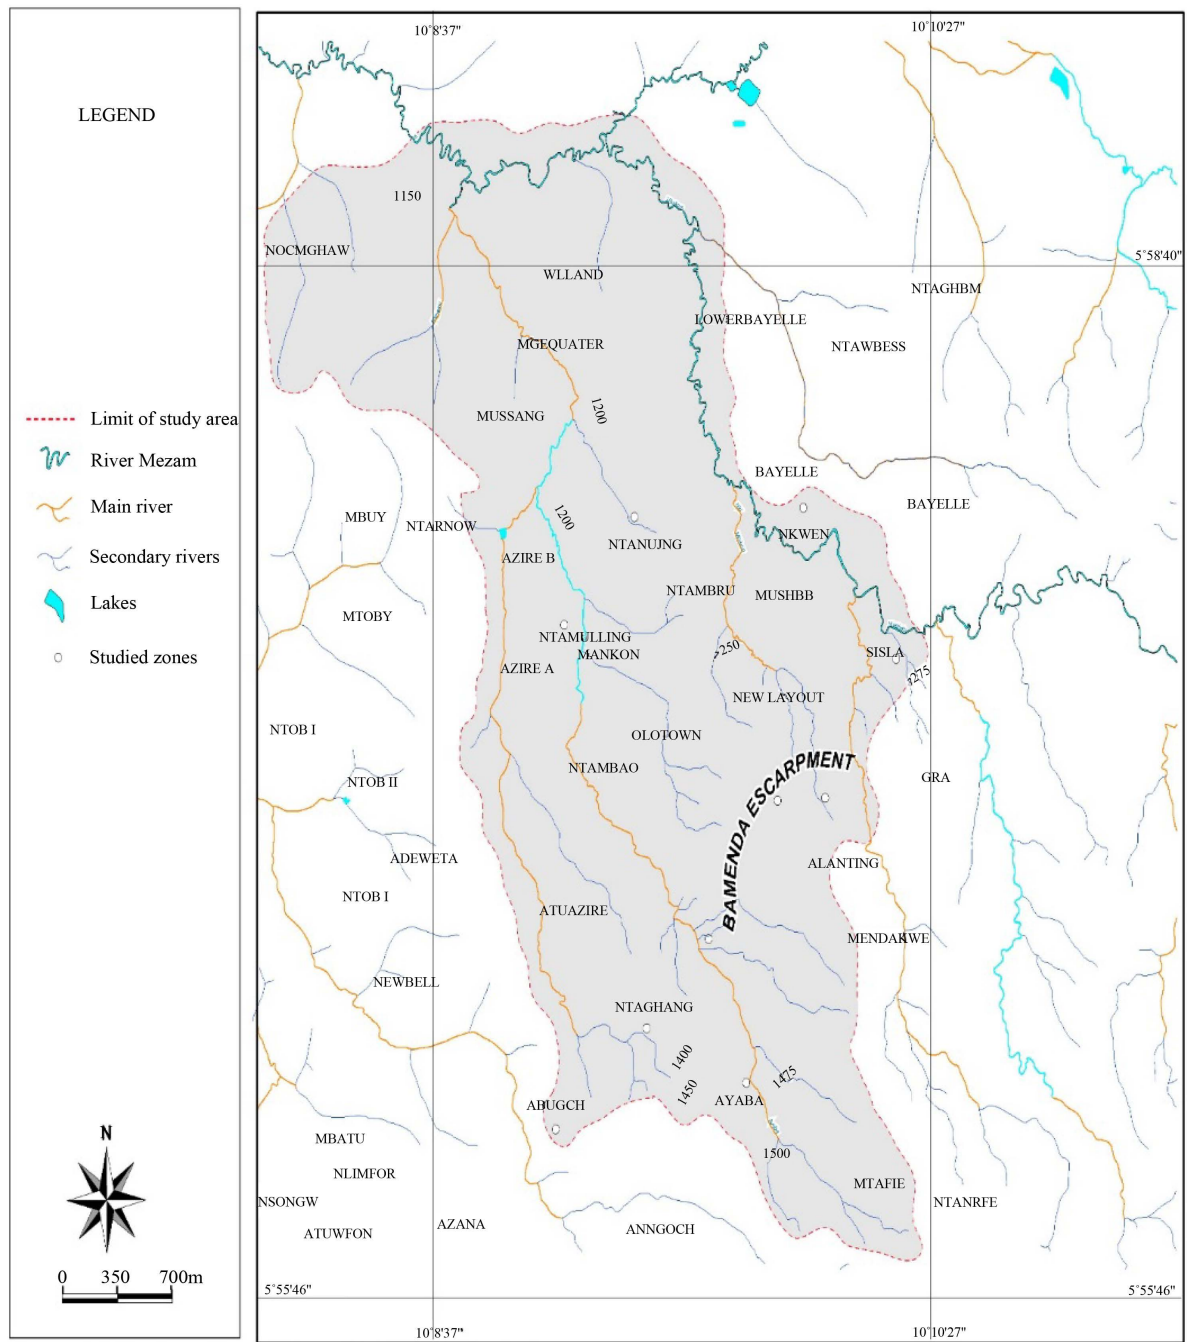 10°8'37"
10°10'27"
LEGEND
1150
NOCMGHAW
5°58'40"
WLLAND
NTAGHBM
LOWERBAYELLE
MGEQUATER
NTAWBESS
1200
MUSSANG
Limit of study area
River Mezam
BAYELLE
Main river
BAYELLE
1200
MBUY
NTARNOW
NKWEN
NTANUJNG
Secondary rivers
AZIRE B
NTAMBRU
MUSHBB
Lakes
MTOBY
NTAMULLING
MANKON
250
SISLA
Studied zones
AZIRE A
275
NEW LAYOUT
NTOB I
OLOTOWN
NTAMBAO
NTOB II
GRA
BAMENDA ESCARPMENT
ADEWETA
ALANTING
NTOB I
ATUAZIRE
MENDAKWE
NEWBELL
NTAGHANG
1400
1475
1450
AYABA
ABUGCH
N
MBATU
1500
NLIMFOR
MTAFIE
NSONGW
NTANRFE
ATUWFON
AZANA
ANNGOCH
0 350 700m
5°55'46"
5°55'46"
10°8'37"
10°10'27"